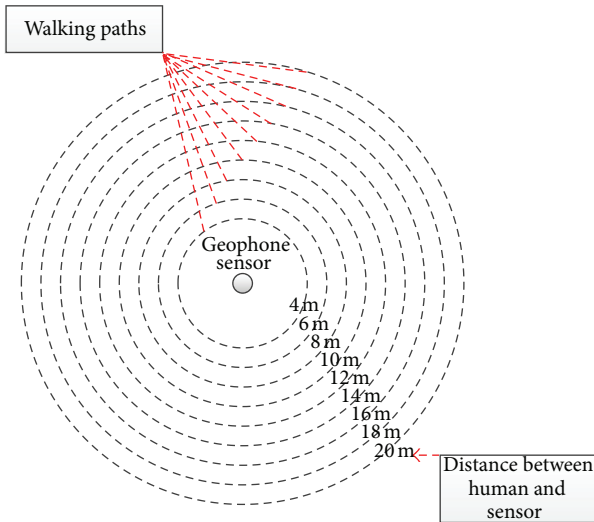 Walking paths
Geophone
sensor
4 m
6 m
8 m
10 m
12 m
14 m
16 m
18 m
20 m
Distance between
human and
sensor